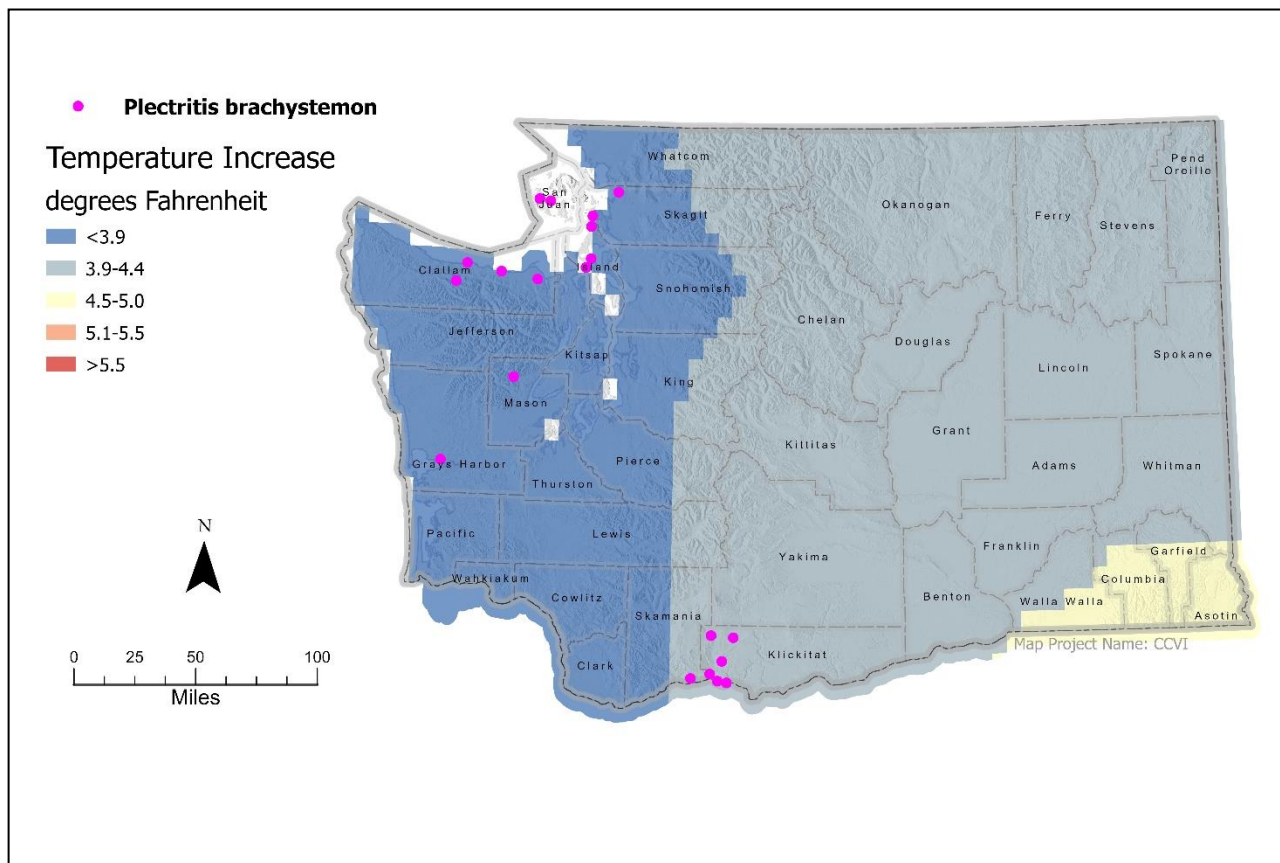 Plectritis brachystemon
Temperature Increase
degrees Fahrenheit
<3.9
3.9-4.4
4.5-5.0
5.1-5.5
>5.5
N
0 25 50 100
Miles
Whatcom
Pend
Oreille
San
Juan
Skagit
Okanogan
Ferry
Stevens
Clallam
Island
Snohomish
Jefferson
Chelan
Douglas
Kitsap
Lincoln
Spokane
King
Mason
Grant
Kittitas
Grays Harbor
Pierce
Adams
Whitman
Thurston
Pacific
Lewis
Yakima
Franklin
Garfield
Wahkiakum
Columbia
Cowlitz
Skamania
Benton
Walla Walla
Asotin
Clark
Klickitat
Map Project Name: CCVI